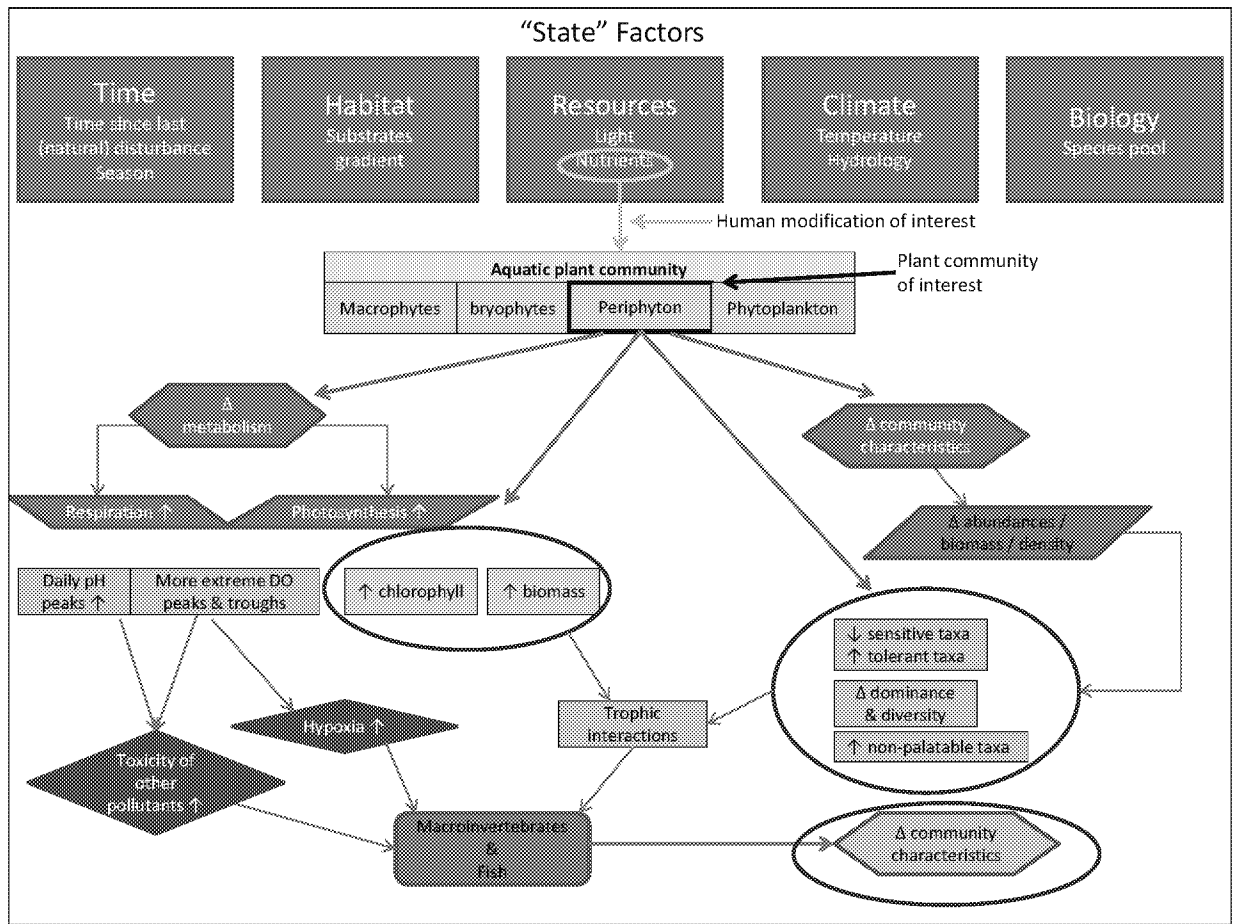 “State” Factors
Time
Time since last
(natural) disturbance
Season
Habitat
Substrates
gradient
Resources
Light
Nutrients
Climate
Temperature
Hydrology
Biology
Species pool
Human modification of interest
Aquatic plant community
Plant community
of interest
Macrophytes
bryophytes
Periphyton
Phytoplankton
Δ
metabolism
Δ community
characteristics
Respiration ↑
Photosynthesis ↑
Δ abundances /
biomass / density
Daily pH
peaks ↑
More extreme DO
peaks & troughs
↑ chlorophyll
↑ biomass
↓ sensitive taxa
↑ tolerant taxa
Δ dominance
& diversity
↑ non-palatable taxa
Hypoxia ↑
Trophic
interactions
Toxicity of
other
pollutants ↑
Macroinvertebrates
&
Fish
Δ community
characteristics